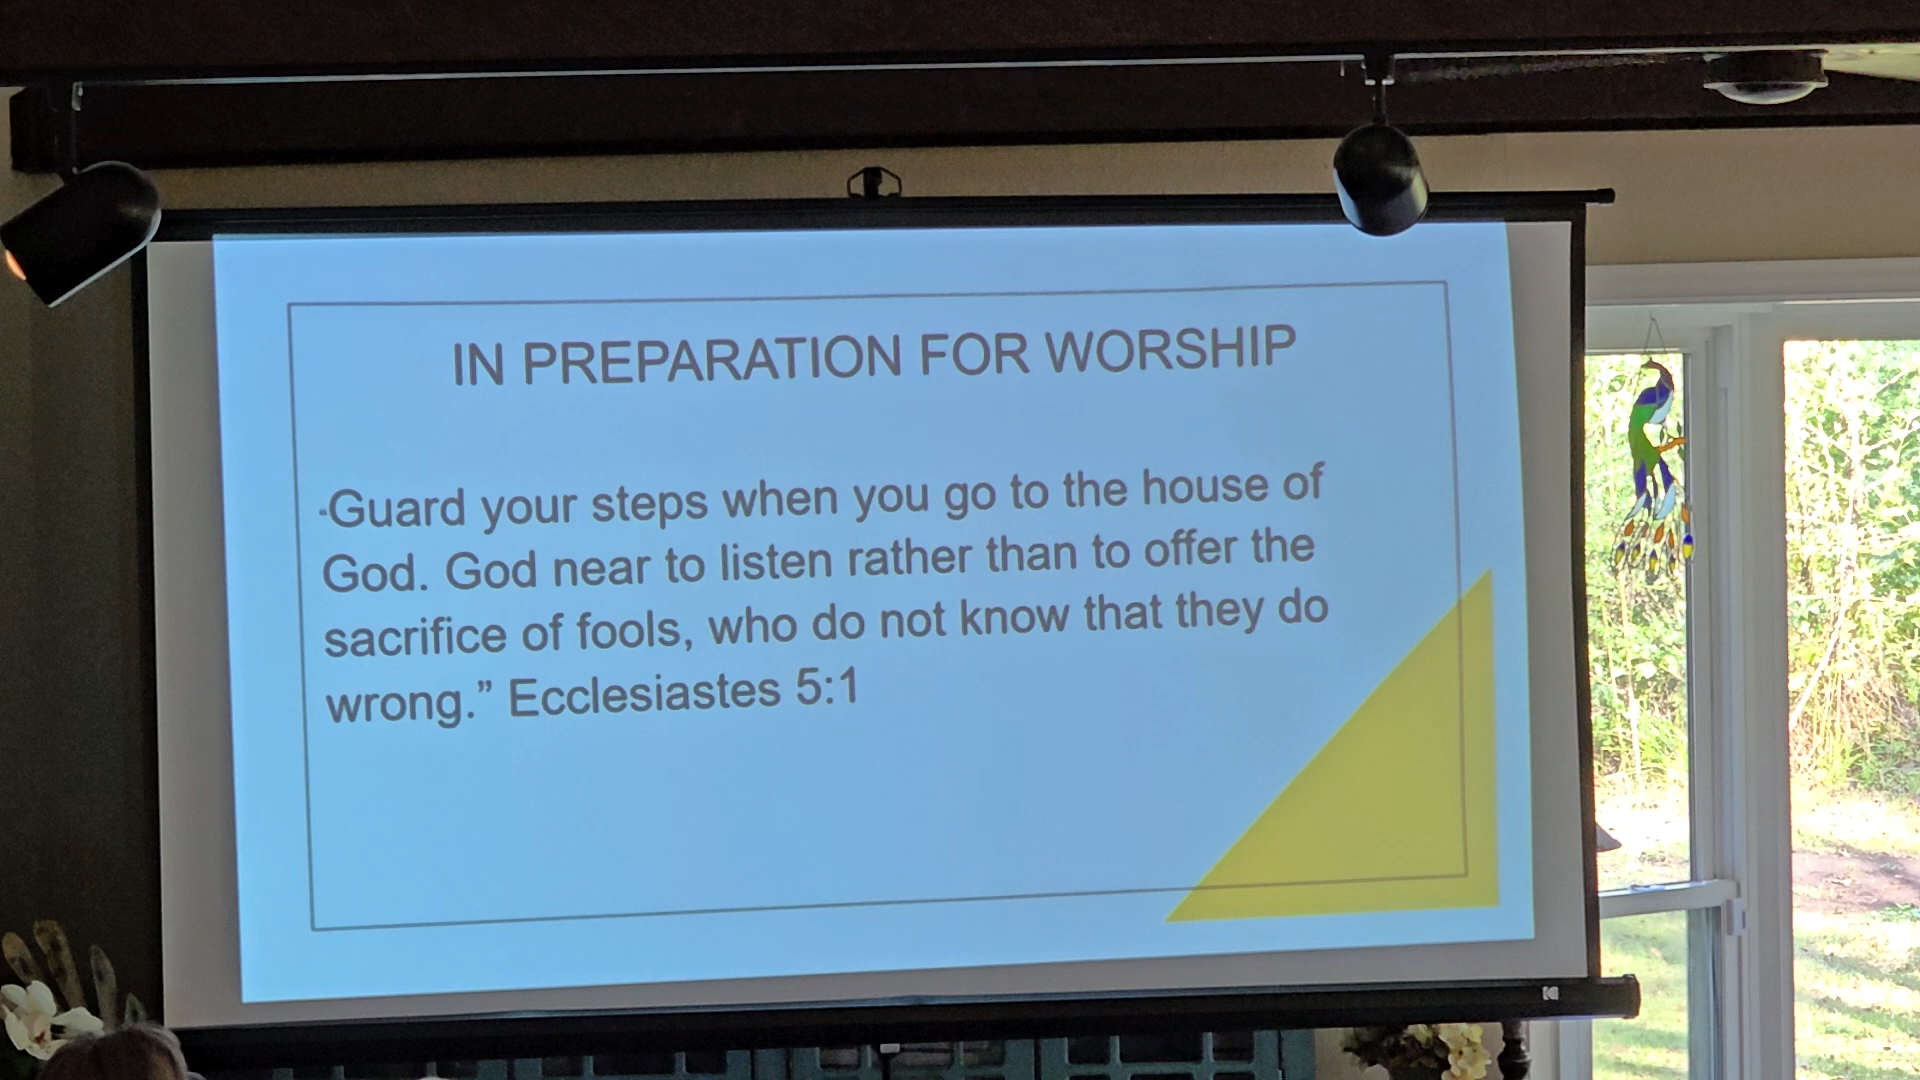 IN PREPARATION FOR WORSHIP
-Guard your steps when you go to the house of
God. God near to listen rather than to offer the
sacrifice of fools, who do not know that they do
wrong.” Ecclesiastes 5:1